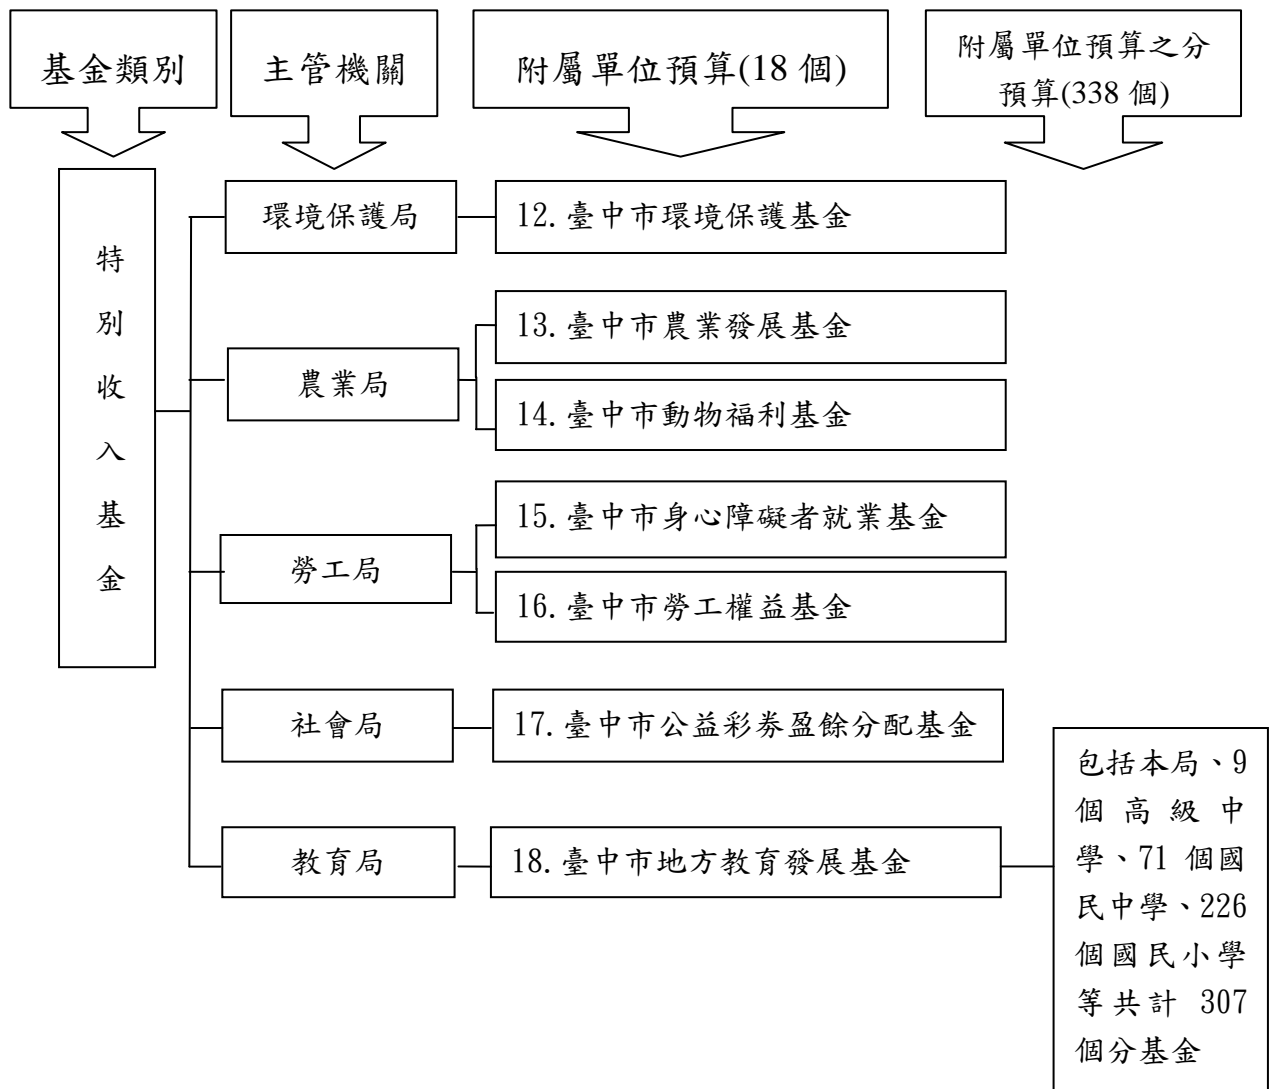 基金類別
主管機關
附屬單位預算(18 個)
附屬單位預算之分
預算(338 個)
特
別
收
入
基
金
環境保護局
12. 臺中市環境保護基金
農業局
13. 臺中市農業發展基金
14. 臺中市動物福利基金
勞工局
15. 臺中市身心障礙者就業基金
16. 臺中市勞工權益基金
社會局
17. 臺中市公益彩券盈餘分配基金
教育局
18. 臺中市地方教育發展基金
包括本局、9
個高級中
學、71 個國
民中學、226
個國民小學
等共計 307
個分基金